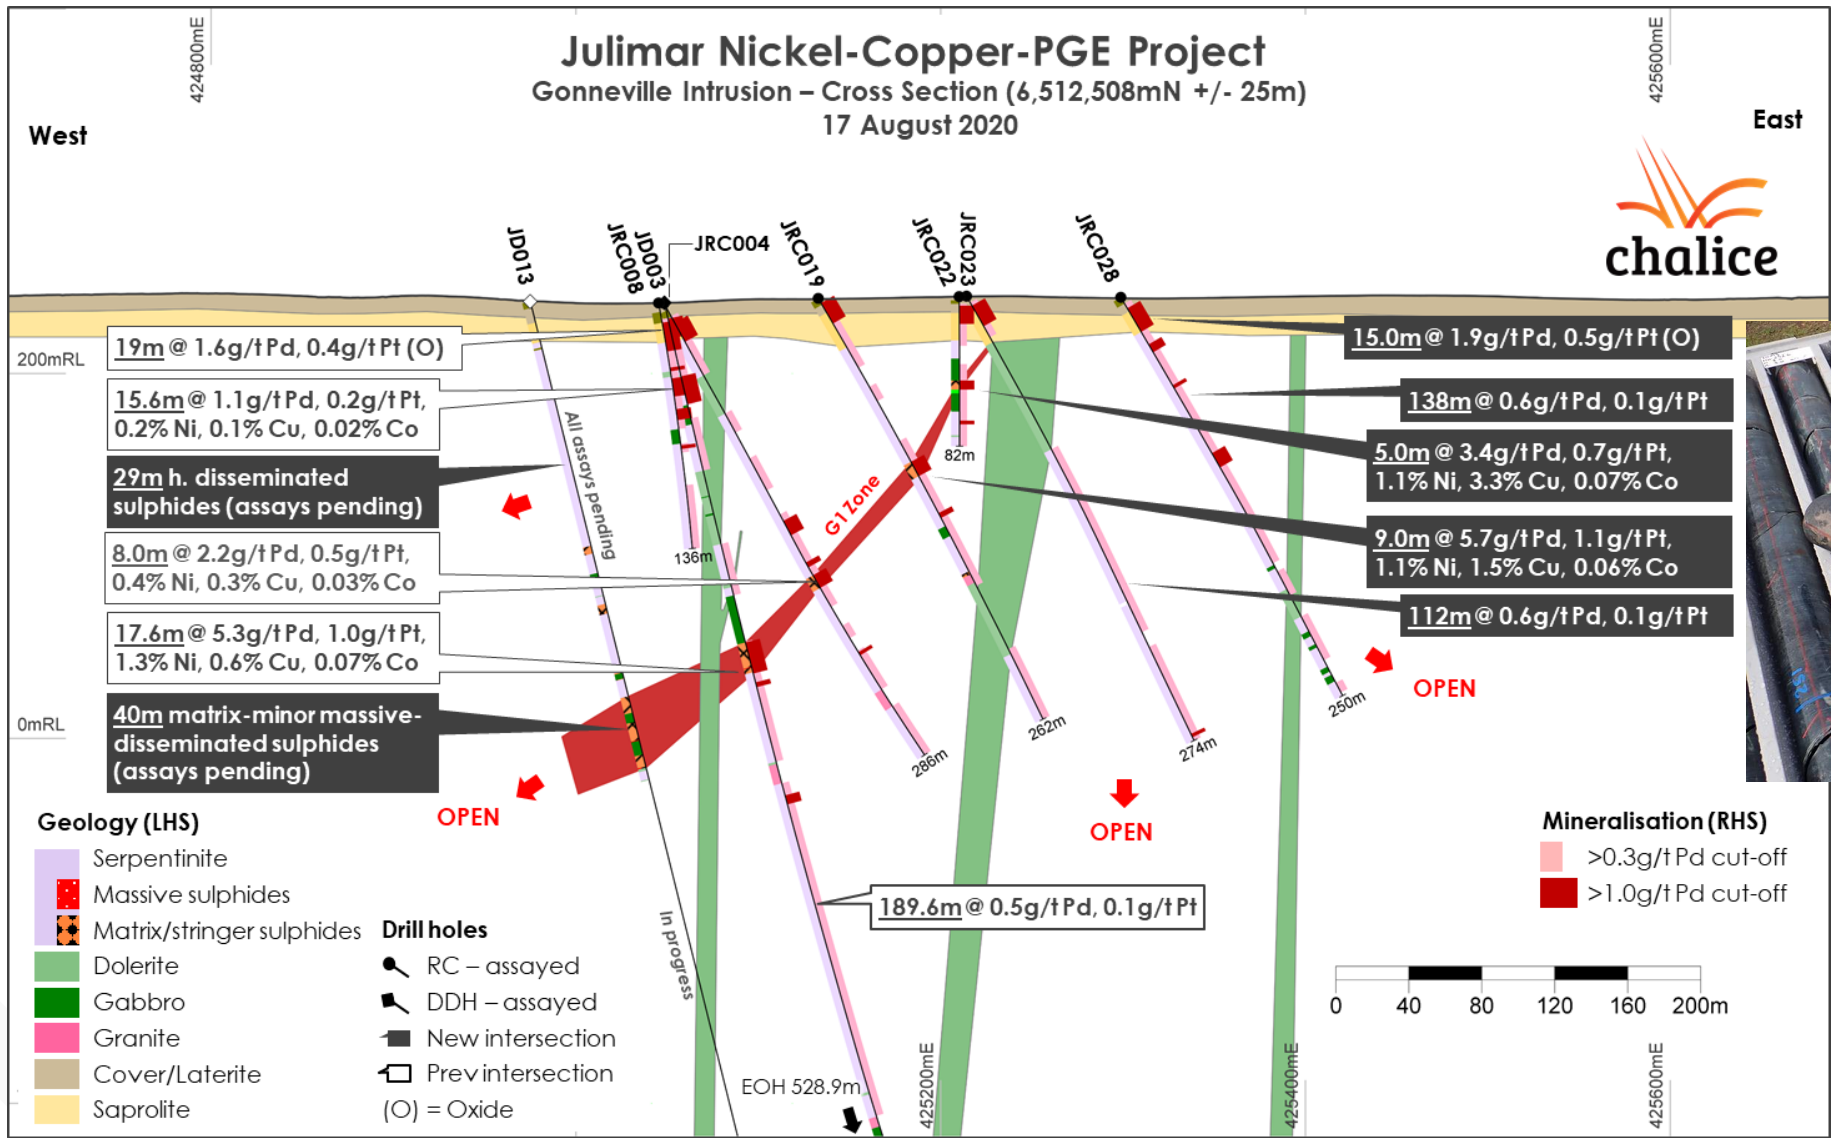 Julimar Nickel-Copper-PGE Project
Gonneville Intrusion – Cross Section (6,512,508mN +/- 25m)
17 August 2020
424800mE
425600mE
West
East
chalice
JD013
JRC008
JD003
JRC004
JRC019
JRC022
JRC023
JRC028
200mRL
0mRL
19m @ 1.6g/t Pd, 0.4g/t Pt (O)
15.6m @ 1.1g/t Pd, 0.2g/t Pt,
0.2% Ni, 0.1% Cu, 0.02% Co
29m h. disseminated
sulphides (assays pending)
8.0m @ 2.2g/t Pd, 0.5g/t Pt,
0.4% Ni, 0.3% Cu, 0.03% Co
17.6m @ 5.3g/t Pd, 1.0g/t Pt,
1.3% Ni, 0.6% Cu, 0.07% Co
40m matrix-minor massive-
disseminated sulphides
(assays pending)
OPEN
All assays pending
In progress
136m
G1 Zone
82m
286m
262m
274m
250m
15.0m @ 1.9g/t Pd, 0.5g/t Pt (O)
138m @ 0.6g/t Pd, 0.1g/t Pt
5.0m @ 3.4g/t Pd, 0.7g/t Pt,
1.1% Ni, 3.3% Cu, 0.07% Co
9.0m @ 5.7g/t Pd, 1.1g/t Pt,
1.1% Ni, 1.5% Cu, 0.06% Co
112m @ 0.6g/t Pd, 0.1g/t Pt
OPEN
OPEN
189.6m @ 0.5g/t Pd, 0.1g/t Pt
EOH 528.9m
Geology (LHS)
Serpentinite
Massive sulphides
Matrix/stringer sulphides
Dolerite
Gabbro
Granite
Cover/Laterite
Saprolite
Drill holes
RC – assayed
DDH – assayed
New intersection
Prev intersection
(O) = Oxide
Mineralisation (RHS)
>0.3g/t Pd cut-off
>1.0g/t Pd cut-off
0 40 80 120 160 200m
425200mE
425400mE
425600mE